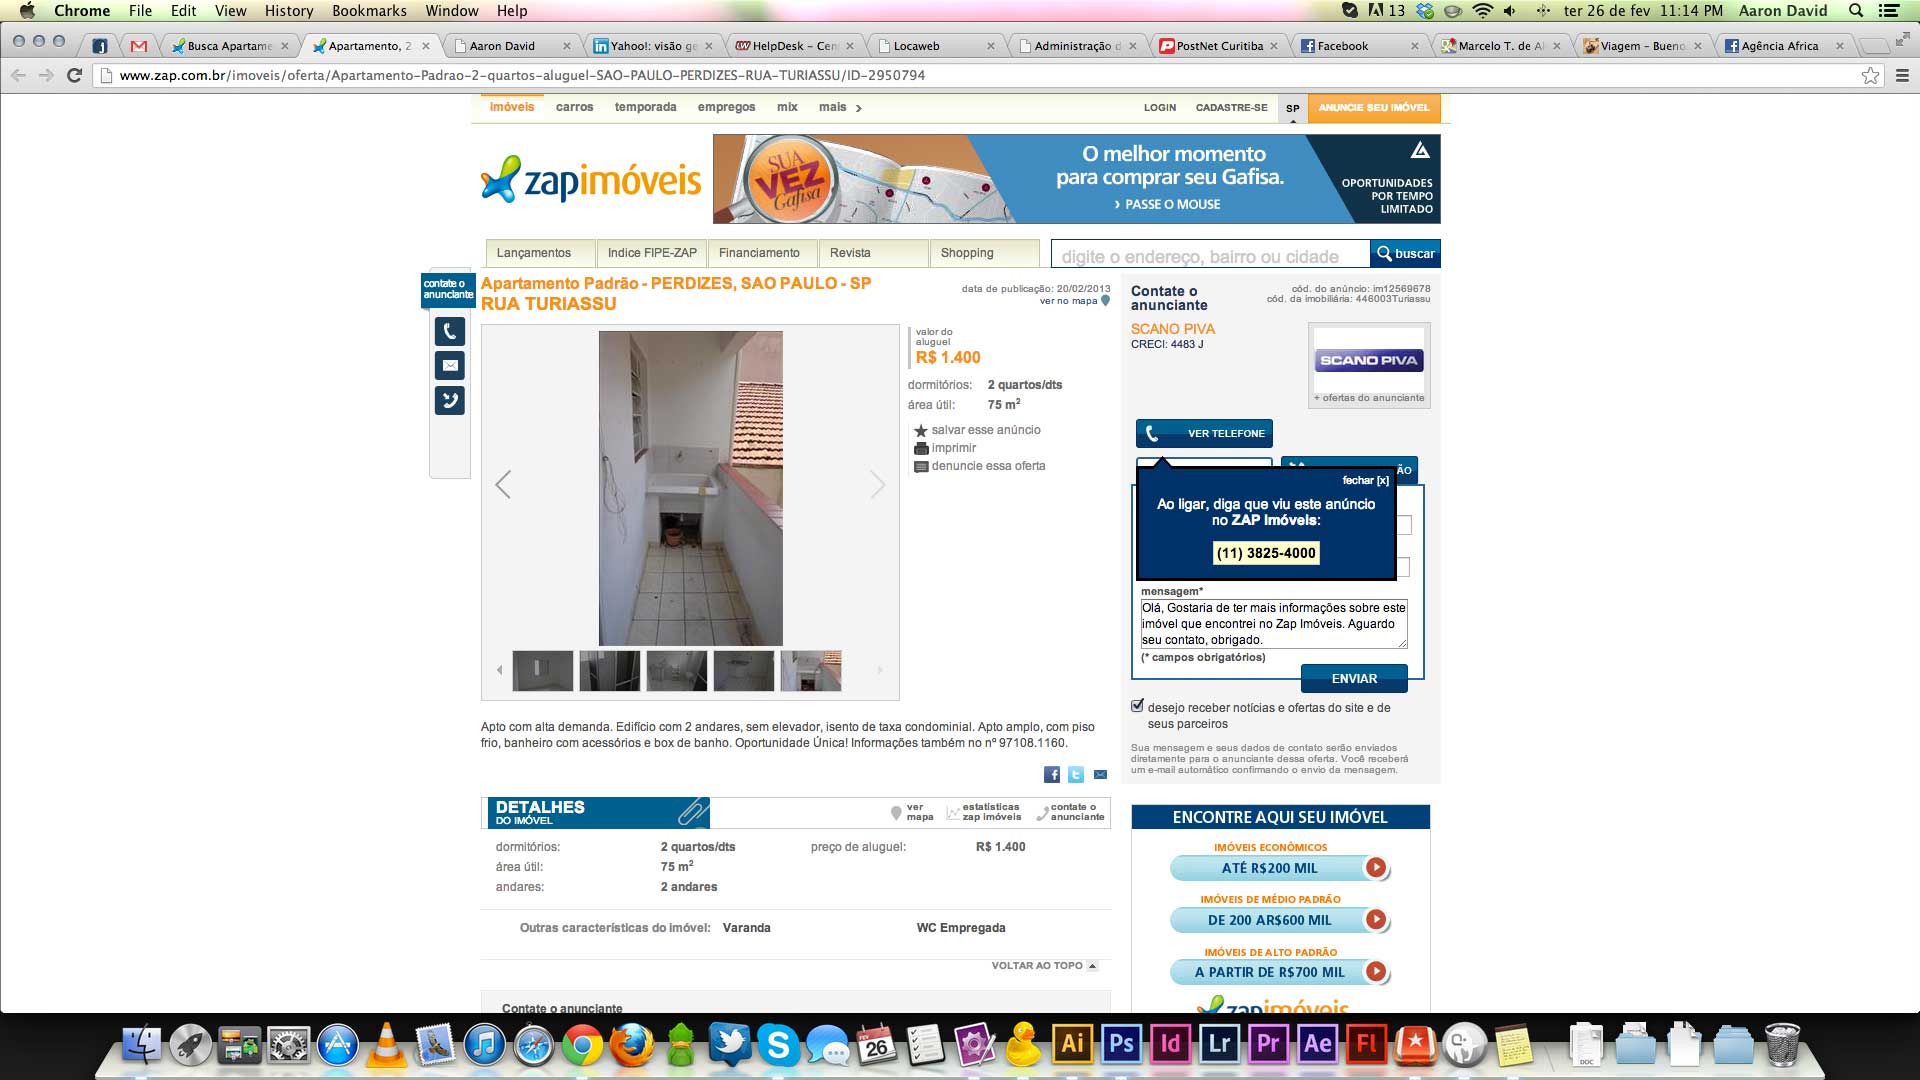 Chrome File Edit View History Bookmarks Window Help
13 ter 26 de fev 11:14 PM Aaron David
Busca Apartame
Apartamento, 2
Aaron David
Yahoo!: visão ge
HelpDesk – Cen
Locaweb
Administração d
PostNet Curitiba
Facebook
Marcelo T. de Al
Viagem – Bueno
Agência Africa
www.zap.com.br/imoveis/oferta/Apartamento-Padrao-2-quartos-aluguel-SAO-PAULO-PERDIZES-RUA-TURIASSU/ID-2950794
imóveis carros temporada empregos mix mais
LOGIN CADASTRE-SE SP ANUNCIE SEU IMÓVEL
zapimóveis
SUA VEZ Gafisa
O melhor momento
para comprar seu Gafisa.
› PASSE O MOUSE
OPORTUNIDADES
POR TEMPO
LIMITADO
Lançamentos Indice FIPE-ZAP Financiamento Revista Shopping
digite o endereço, bairro ou cidade buscar
contate o
anunciante
Apartamento Padrão - PERDIZES, SAO PAULO - SP
RUA TURIASSU
data de publicação: 20/02/2013
ver no mapa
valor do
aluguel
R$ 1.400
dormitórios: 2 quartos/dts
área útil: 75 m²
salvar esse anúncio
imprimir
denuncie essa oferta
Contate o
anunciante
cód. do anúncio: im12569678
cód. da imobiliária: 446003Turiassu
SCANO PIVA
CRECI: 4483 J
SCANO PIVA
+ ofertas do anunciante
VER TELEFONE
ÃO
fechar [x]
Ao ligar, diga que viu este anúncio
no ZAP Imóveis:
(11) 3825-4000
mensagem*
Olá, Gostaria de ter mais informações sobre este
imóvel que encontrei no Zap Imóveis. Aguardo
seu contato, obrigado.
(* campos obrigatórios)
ENVIAR
desejo receber notícias e ofertas do site e de
seus parceiros
Sua mensagem e seus dados de contato serão enviados
diretamente para o anunciante dessa oferta. Você receberá
um e-mail automático confirmando o envio da mensagem.
Apto com alta demanda. Edifício com 2 andares, sem elevador, isento de taxa condominial. Apto amplo, com piso
frio, banheiro com acessórios e box de banho. Oportunidade Única! Informações também no nº 97108.1160.
DETALHES
DO IMÓVEL
ver
mapa
estatísticas
zap imóveis
contate o
anunciante
dormitórios: 2 quartos/dts preço de aluguel: R$ 1.400
área útil: 75 m²
andares: 2 andares
Outras características do imóvel: Varanda WC Empregada
VOLTAR AO TOPO
Contate o anunciante
ENCONTRE AQUI SEU IMÓVEL
IMÓVEIS ECONÔMICOS
ATÉ R$200 MIL
IMÓVEIS DE MÉDIO PADRÃO
DE 200 AR$600 MIL
IMÓVEIS DE ALTO PADRÃO
A PARTIR DE R$700 MIL
zapimóveis
26
Ai Ps Id Lr Pr Ae Fl
DOC